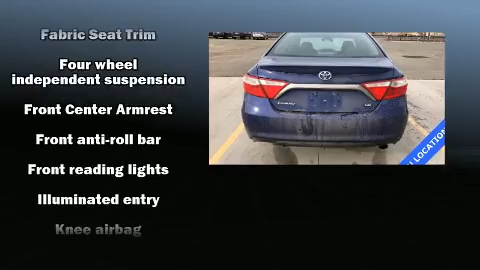 Fabric Seat Trim
Four wheel
independent suspension
Front Center Armrest
Front anti-roll bar
Front reading lights
Illuminated entry
Knee airbag
LOCATION